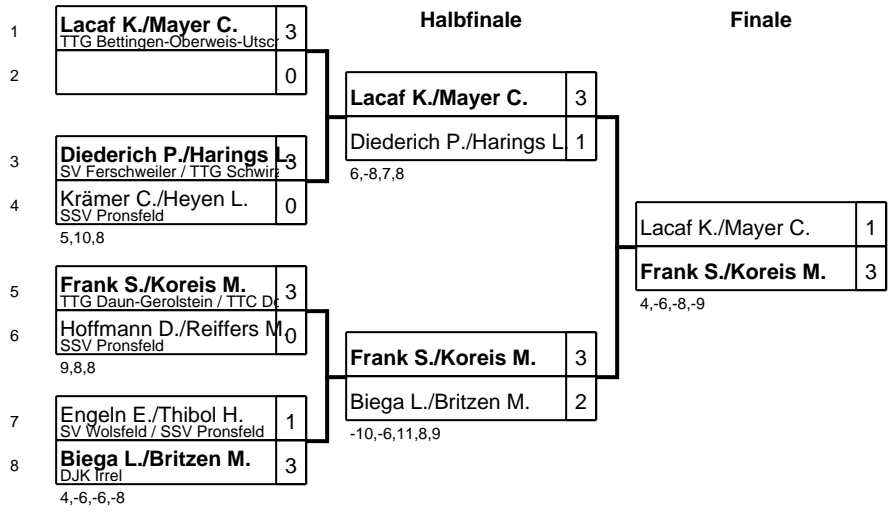 Halbfinale
Finale
1
Lacaf K./Mayer C.
3
TTG Bettingen-Oberweis-Utsc
2
0
3
Diederich P./Harings L.
3
SV Ferschweiler / TTG Schwir
4
Krämer C./Heyen L.
0
SSV Pronsfeld
5,10,8
5
Frank S./Koreis M.
3
TTG Daun-Gerolstein / TTC Do
6
Hoffmann D./Reiffers M.
0
SSV Pronsfeld
9,8,8
7
Engeln E./Thibol H.
1
SV Wolsfeld / SSV Pronsfeld
8
Biega L./Britzen M.
3
DJK Irrel
4,-6,-6,-8
Lacaf K./Mayer C.
3
Diederich P./Harings L.
1
6,-8,7,8
Frank S./Koreis M.
3
Biega L./Britzen M.
2
-10,-6,11,8,9
Lacaf K./Mayer C.
1
Frank S./Koreis M.
3
4,-6,-8,-9